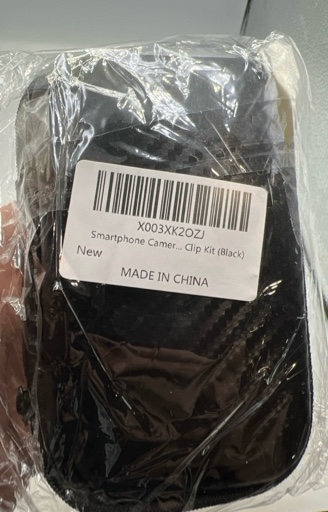 X003XK2OZJ
Smartphone Camer... Clip Kit (Black)
New
MADE IN CHINA